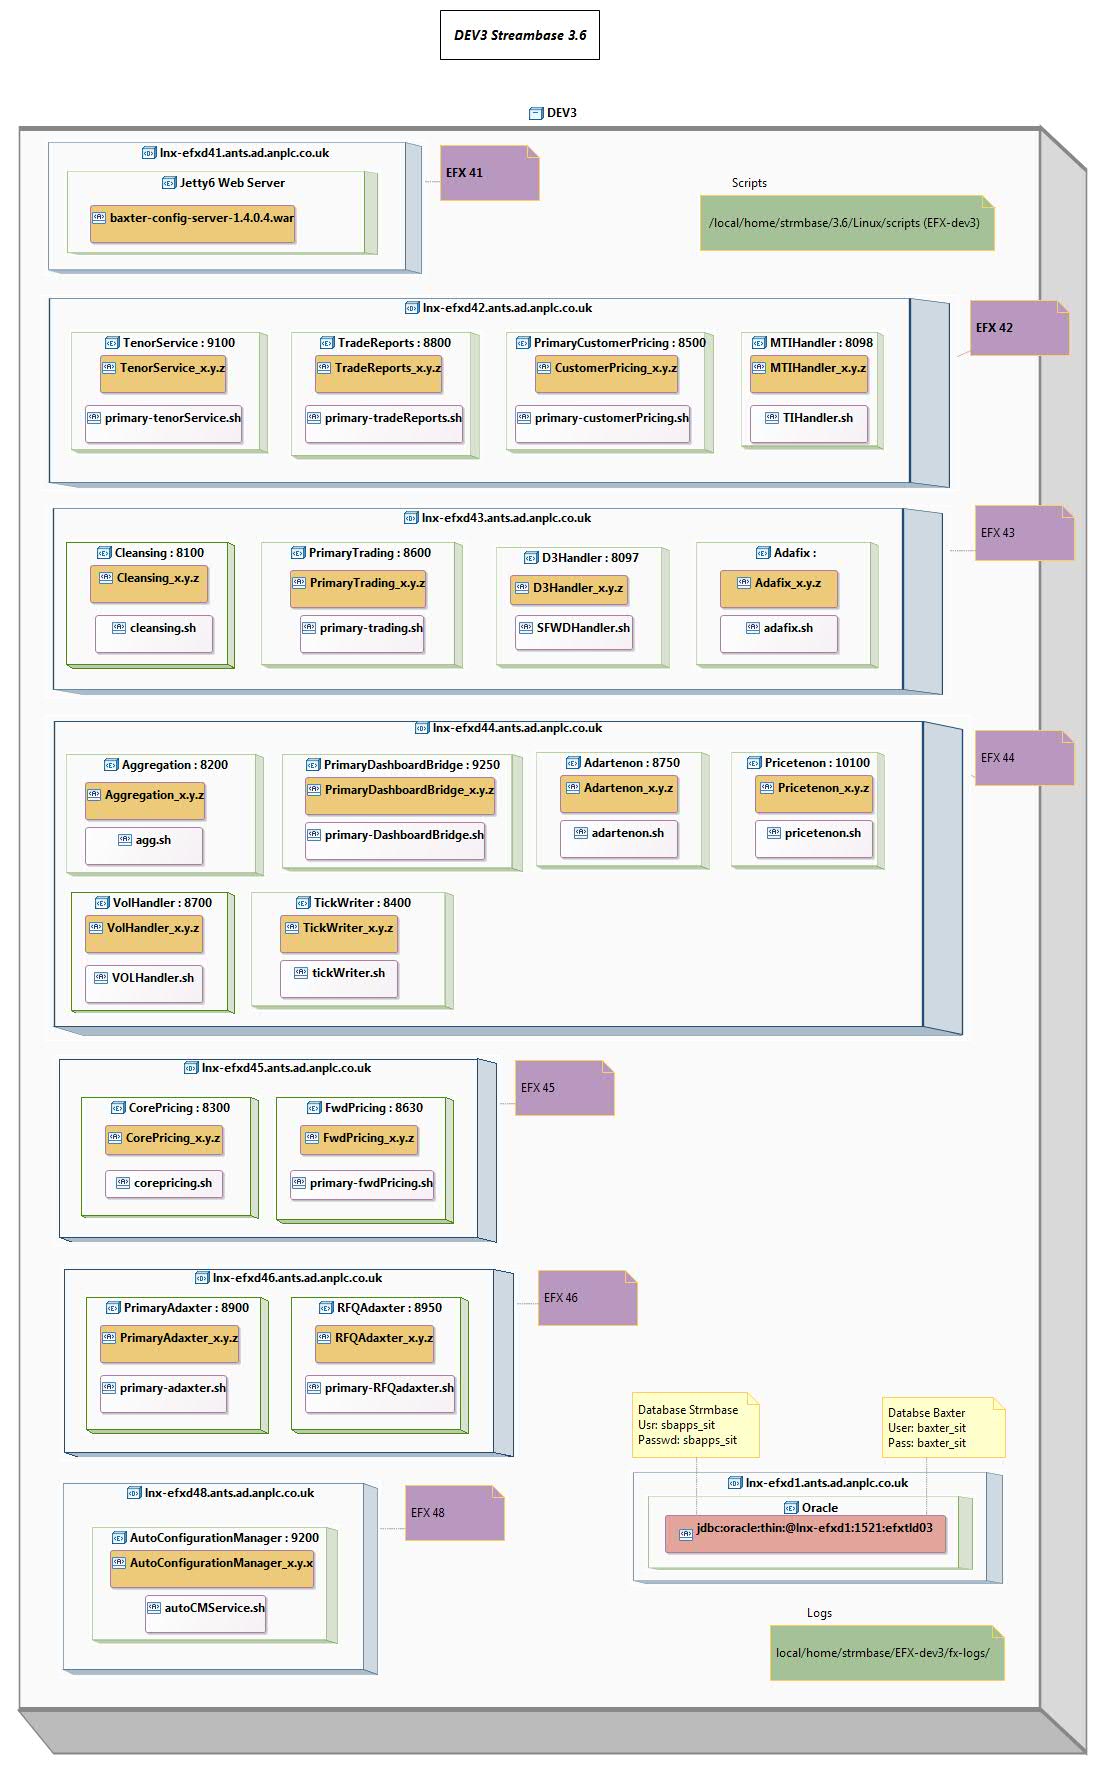 DEV3 Streambase 3.6
DEV3
lnx-efxd41.ants.ad.anplc.co.uk
EFX 41
Jetty6 Web Server
baxter-config-server-1.4.0.4.war
Scripts
/local/home/strmbase/3.6/Linux/scripts (EFX-dev3)
lnx-efxd42.ants.ad.anplc.co.uk
EFX 42
TenorService : 9100
TenorService_x.y.z
primary-tenorService.sh
TradeReports : 8800
TradeReports_x.y.z
primary-tradeReports.sh
PrimaryCustomerPricing : 8500
CustomerPricing_x.y.z
primary-customerPricing.sh
MTIHandler : 8098
MTIHandler_x.y.z
TIHandler.sh
lnx-efxd43.ants.ad.anplc.co.uk
EFX 43
Cleansing : 8100
Cleansing_x.y.z
cleansing.sh
PrimaryTrading : 8600
PrimaryTrading_x.y.z
primary-trading.sh
D3Handler : 8097
D3Handler_x.y.z
SFWDHandler.sh
Adafix :
Adafix_x.y.z
adafix.sh
lnx-efxd44.ants.ad.anplc.co.uk
EFX 44
Aggregation : 8200
Aggregation_x.y.z
agg.sh
PrimaryDashboardBridge : 9250
PrimaryDashboardBridge_x.y.z
primary-DashboardBridge.sh
Adartenon : 8750
Adartenon_x.y.z
adartenon.sh
Pricetenon : 10100
Pricetenon_x.y.z
pricetenon.sh
VolHandler : 8700
VolHandler_x.y.z
VOLHandler.sh
TickWriter : 8400
TickWriter_x.y.z
tickWriter.sh
lnx-efxd45.ants.ad.anplc.co.uk
EFX 45
CorePricing : 8300
CorePricing_x.y.z
corepricing.sh
FwdPricing : 8630
FwdPricing_x.y.z
primary-fwdPricing.sh
lnx-efxd46.ants.ad.anplc.co.uk
EFX 46
PrimaryAdaxter : 8900
PrimaryAdaxter_x.y.z
primary-adaxter.sh
RFQAdaxter : 8950
RFQAdaxter_x.y.z
primary-RFQadaxter.sh
Database Strmbase
Usr: sbapps_sit
Passwd: sbapps_sit
Databse Baxter
User: baxter_sit
Pass: baxter_sit
lnx-efxd1.ants.ad.anplc.co.uk
Oracle
jdbc:oracle:thin:@lnx-efxd1:1521:efxtld03
lnx-efxd48.ants.ad.anplc.co.uk
EFX 48
AutoConfigurationManager : 9200
AutoConfigurationManager_x.y.x
autoCMService.sh
Logs
local/home/strmbase/EFX-dev3/fx-logs/